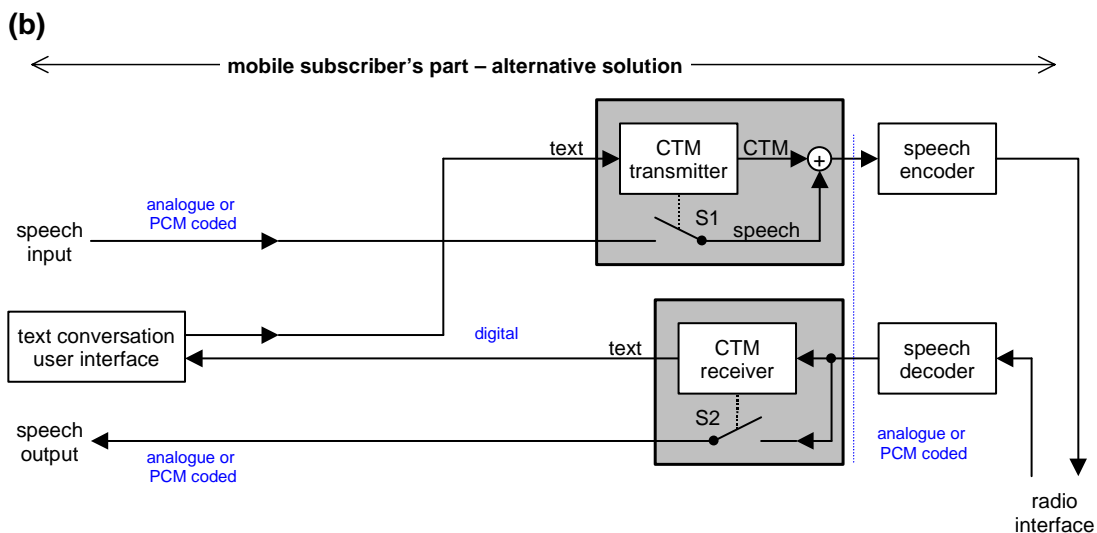 (b)
mobile subscriber's part – alternative solution
text
CTM
transmitter
CTM
+
speech
encoder
analogue or
PCM coded
S1
speech
speech
input
text conversation
user interface
digital
text
CTM
receiver
speech
decoder
S2
speech
output
analogue or
PCM coded
analogue or
PCM coded
radio
interface